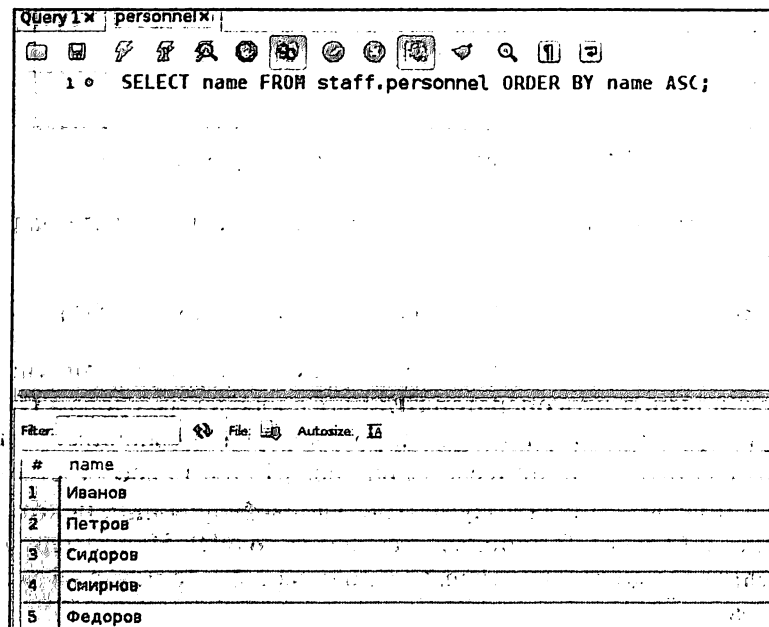 Query 1 x personnel x
1 SELECT name FROM staff.personnel ORDER BY name ASC;
Filter: File: Autosize:
# name
1 Иванов
2 Петров
3 Сидоров
4 Смирнов
5 Федоров